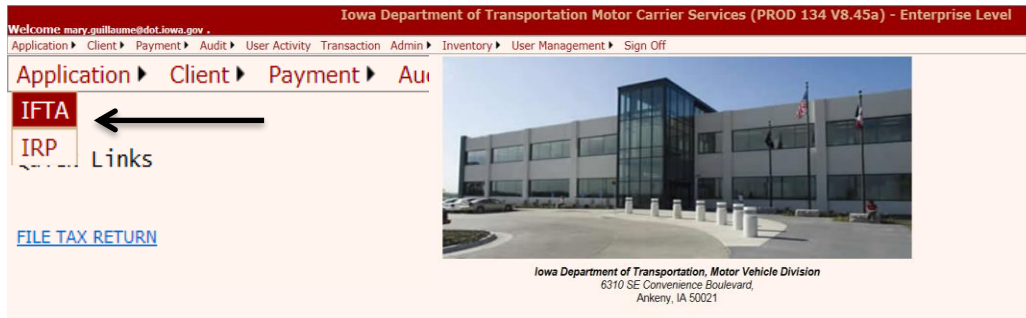 Iowa Department of Transportation Motor Carrier Services (PROD 134 V8.45a) - Enterprise Level
Welcome mary.guillaume@dot.iowa.gov .
Application Client Payment Audit User Activity Transaction Admin Inventory User Management Sign Off
Application Client Payment
IFTA
IRP
Links
FILE TAX RETURN
Iowa Department of Transportation, Motor Vehicle Division
6310 SE Convenience Boulevard,
Ankeny, IA 50021